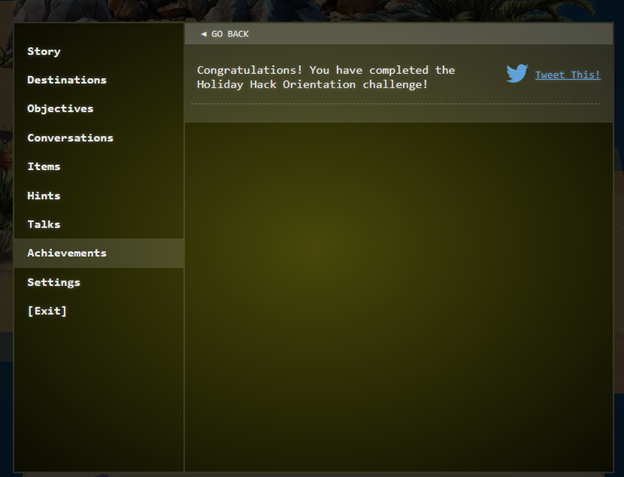 ◄ GO BACK
Story
Destinations
Objectives
Conversations
Items
Hints
Talks
Achievements
Settings
[Exit]
Congratulations! You have completed the
Holiday Hack Orientation challenge!
Tweet This!